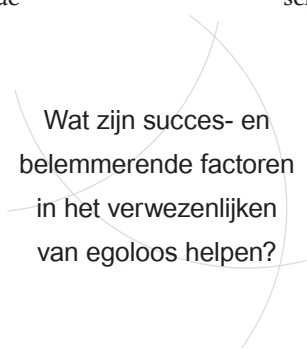 Wat zijn succes- en
belemmerende factoren
in het verwezenlijken
van egoloos helpen?